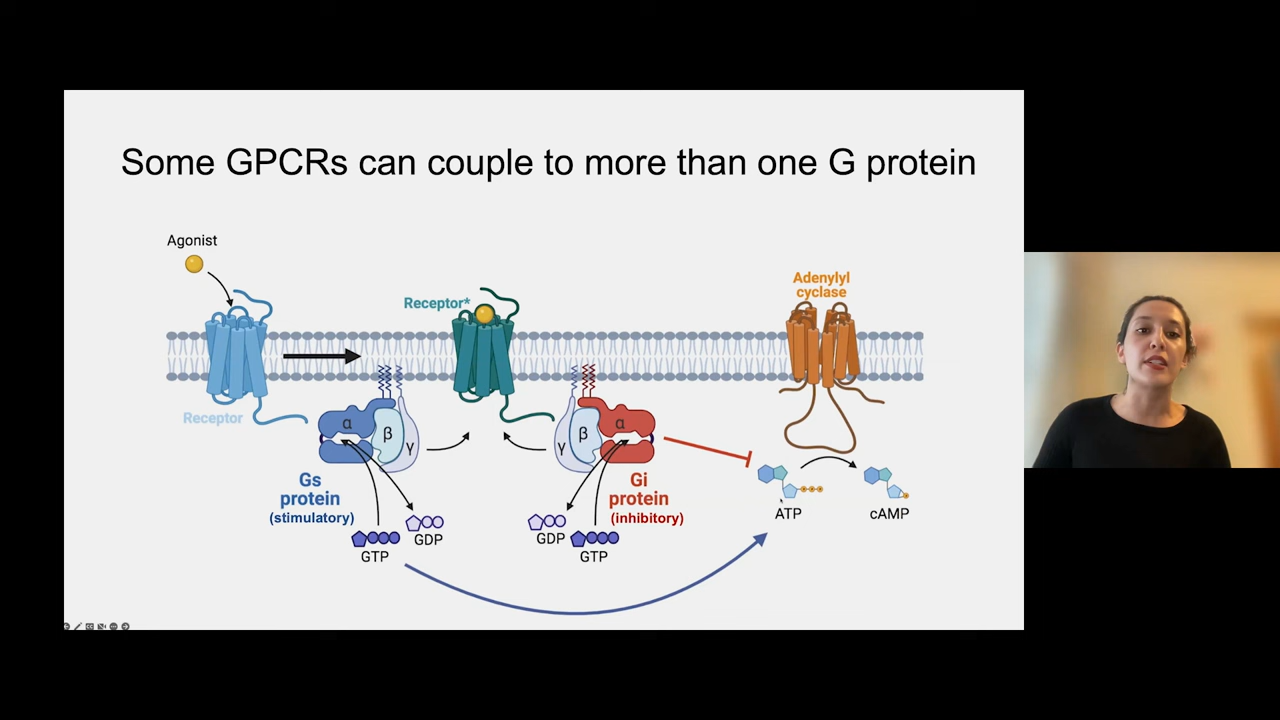 Some GPCRs can couple to more than one G protein
Agonist
Receptor*
Adenylyl
cyclase
Receptor
α
β
γ
γ
β
α
Gs
protein
(stimulatory)
Gi
protein
(inhibitory)
GTP
GDP
GDP
GTP
ATP
cAMP